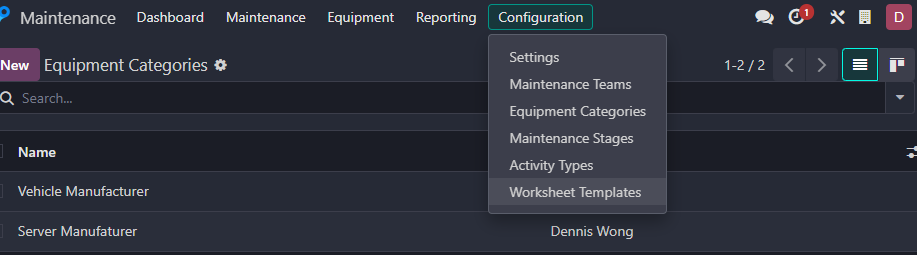 Maintenance Dashboard Maintenance Equipment Reporting Configuration 1 D
New Equipment Categories 1-2 / 2
Search...
Settings
Maintenance Teams
Equipment Categories
Maintenance Stages
Activity Types
Worksheet Templates
Name
Vehicle Manufacturer
Server Manufaturer Dennis Wong